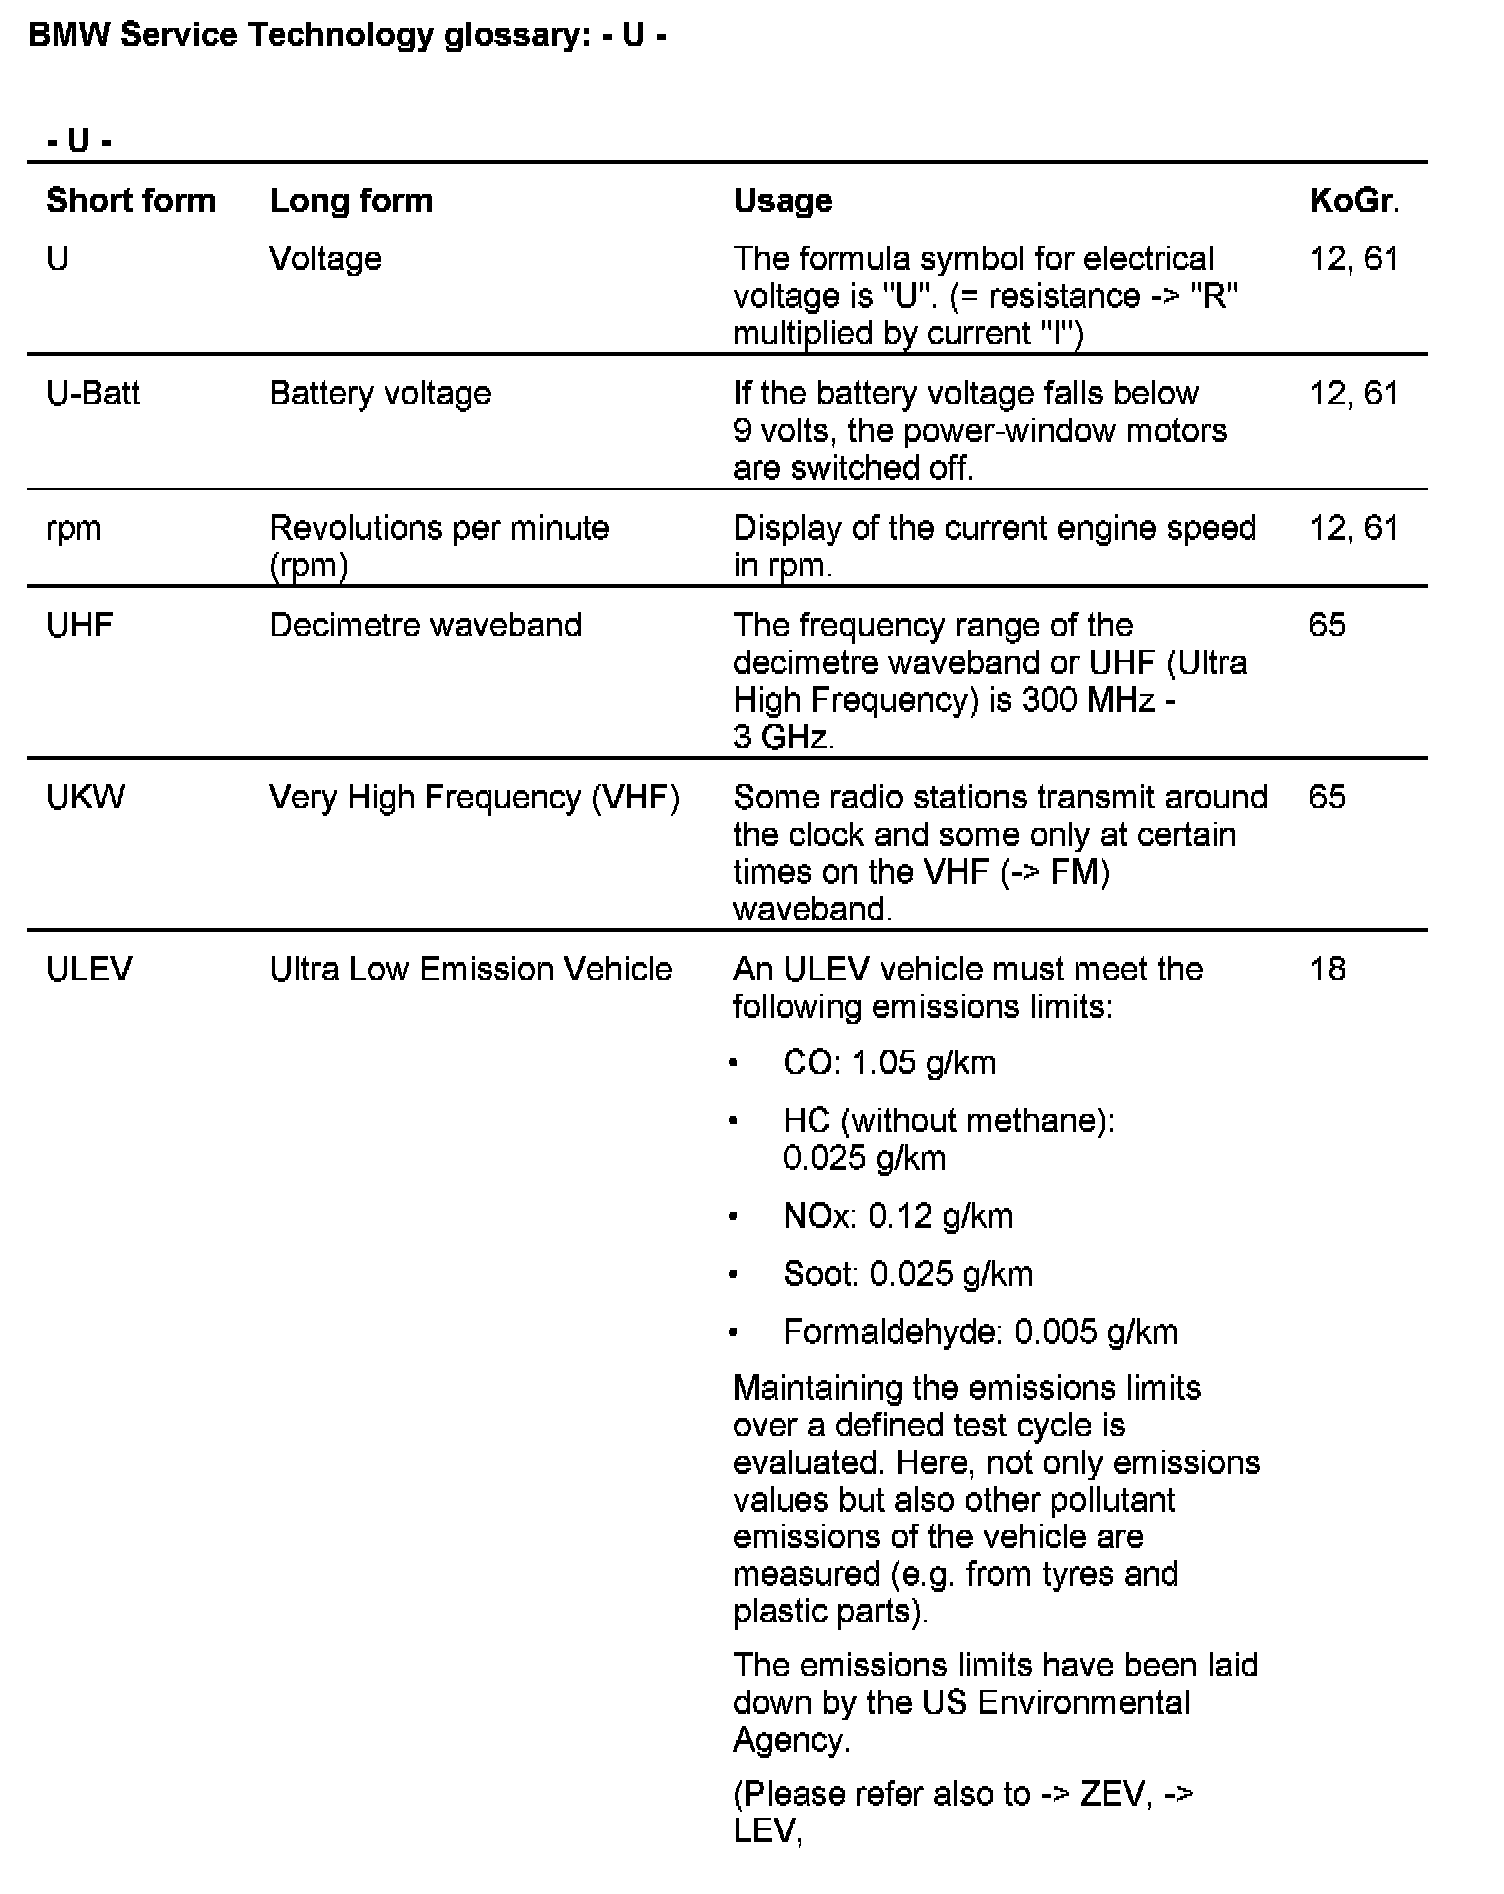 BMW Service Technology glossary: - U -
- U -
Short form Long form Usage KoGr.
U Voltage The formula symbol for electrical 12, 61
voltage is "U". (= resistance -> "R"
multiplied by current "I")
U-Batt Battery voltage If the battery voltage falls below 12, 61
9 volts, the power-window motors
are switched off.
rpm Revolutions per minute Display of the current engine speed 12, 61
(rpm) in rpm.
UHF Decimetre waveband The frequency range of the 65
decimetre waveband or UHF (Ultra
High Frequency) is 300 MHz -
3 GHz.
UKW Very High Frequency (VHF) Some radio stations transmit around 65
the clock and some only at certain
times on the VHF (-> FM)
waveband.
ULEV Ultra Low Emission Vehicle An ULEV vehicle must meet the 18
following emissions limits:
• CO: 1.05 g/km
• HC (without methane):
0.025 g/km
• NOx: 0.12 g/km
• Soot: 0.025 g/km
• Formaldehyde: 0.005 g/km
Maintaining the emissions limits
over a defined test cycle is
evaluated. Here, not only emissions
values but also other pollutant
emissions of the vehicle are
measured (e.g. from tyres and
plastic parts).
The emissions limits have been laid
down by the US Environmental
Agency.
(Please refer also to -> ZEV, ->
LEV,